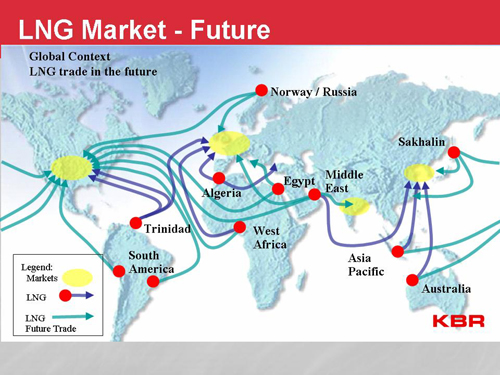 LNG Market - Future
Global Context
LNG trade in the future
Norway / Russia
Sakhalin
Algeria
Egypt
Middle
East
Trinidad
West
Africa
South
America
Asia
Pacific
Australia
Legend:
Markets
LNG
LNG
Future Trade
KBR